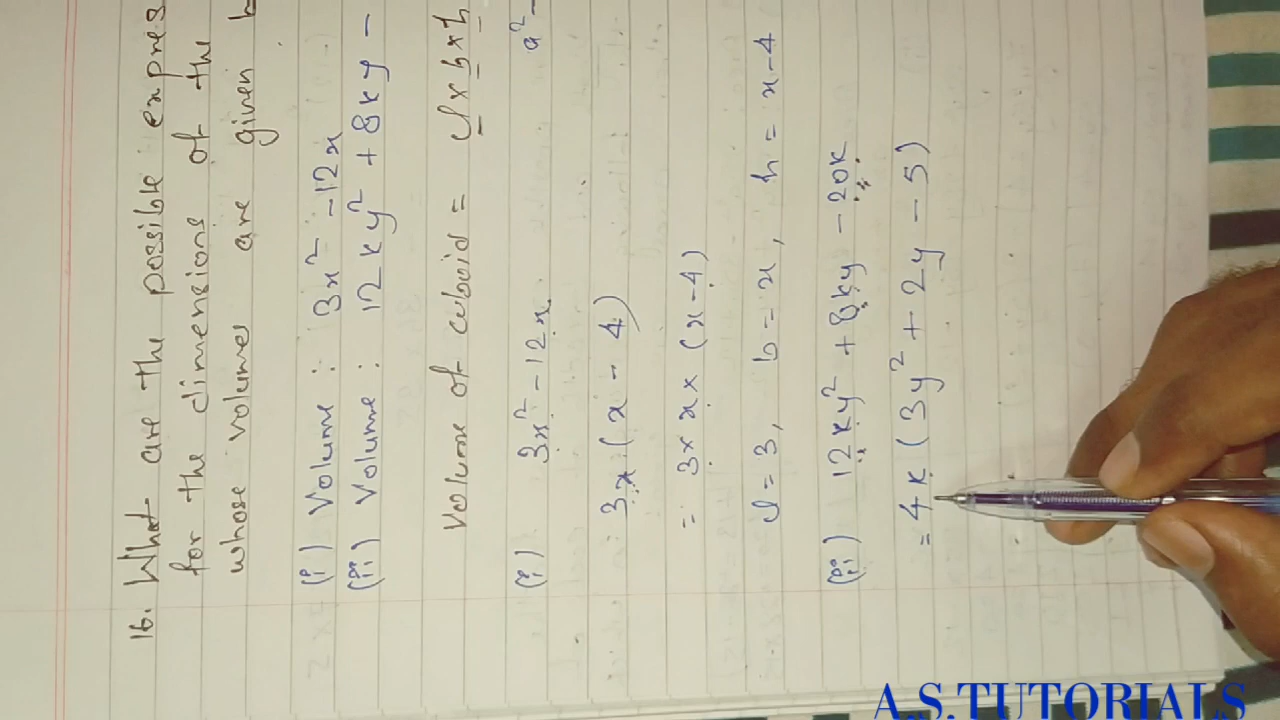 16. What are the possible expres
for the dimensions of the
whose volumes are given b
(i) Volume : 3x² - 12x
(ii) Volume : 12ky² + 8ky -
Volume of cuboid = l x b x h
(i) 3x² - 12x a² -
3x (x - 4)
= 3 x x x (x - 4)
l = 3, b = x, h = x - 4
(ii) 12ky² + 8ky - 20k
= 4k (3y² + 2y - 5)
A.S.TUTORIALS